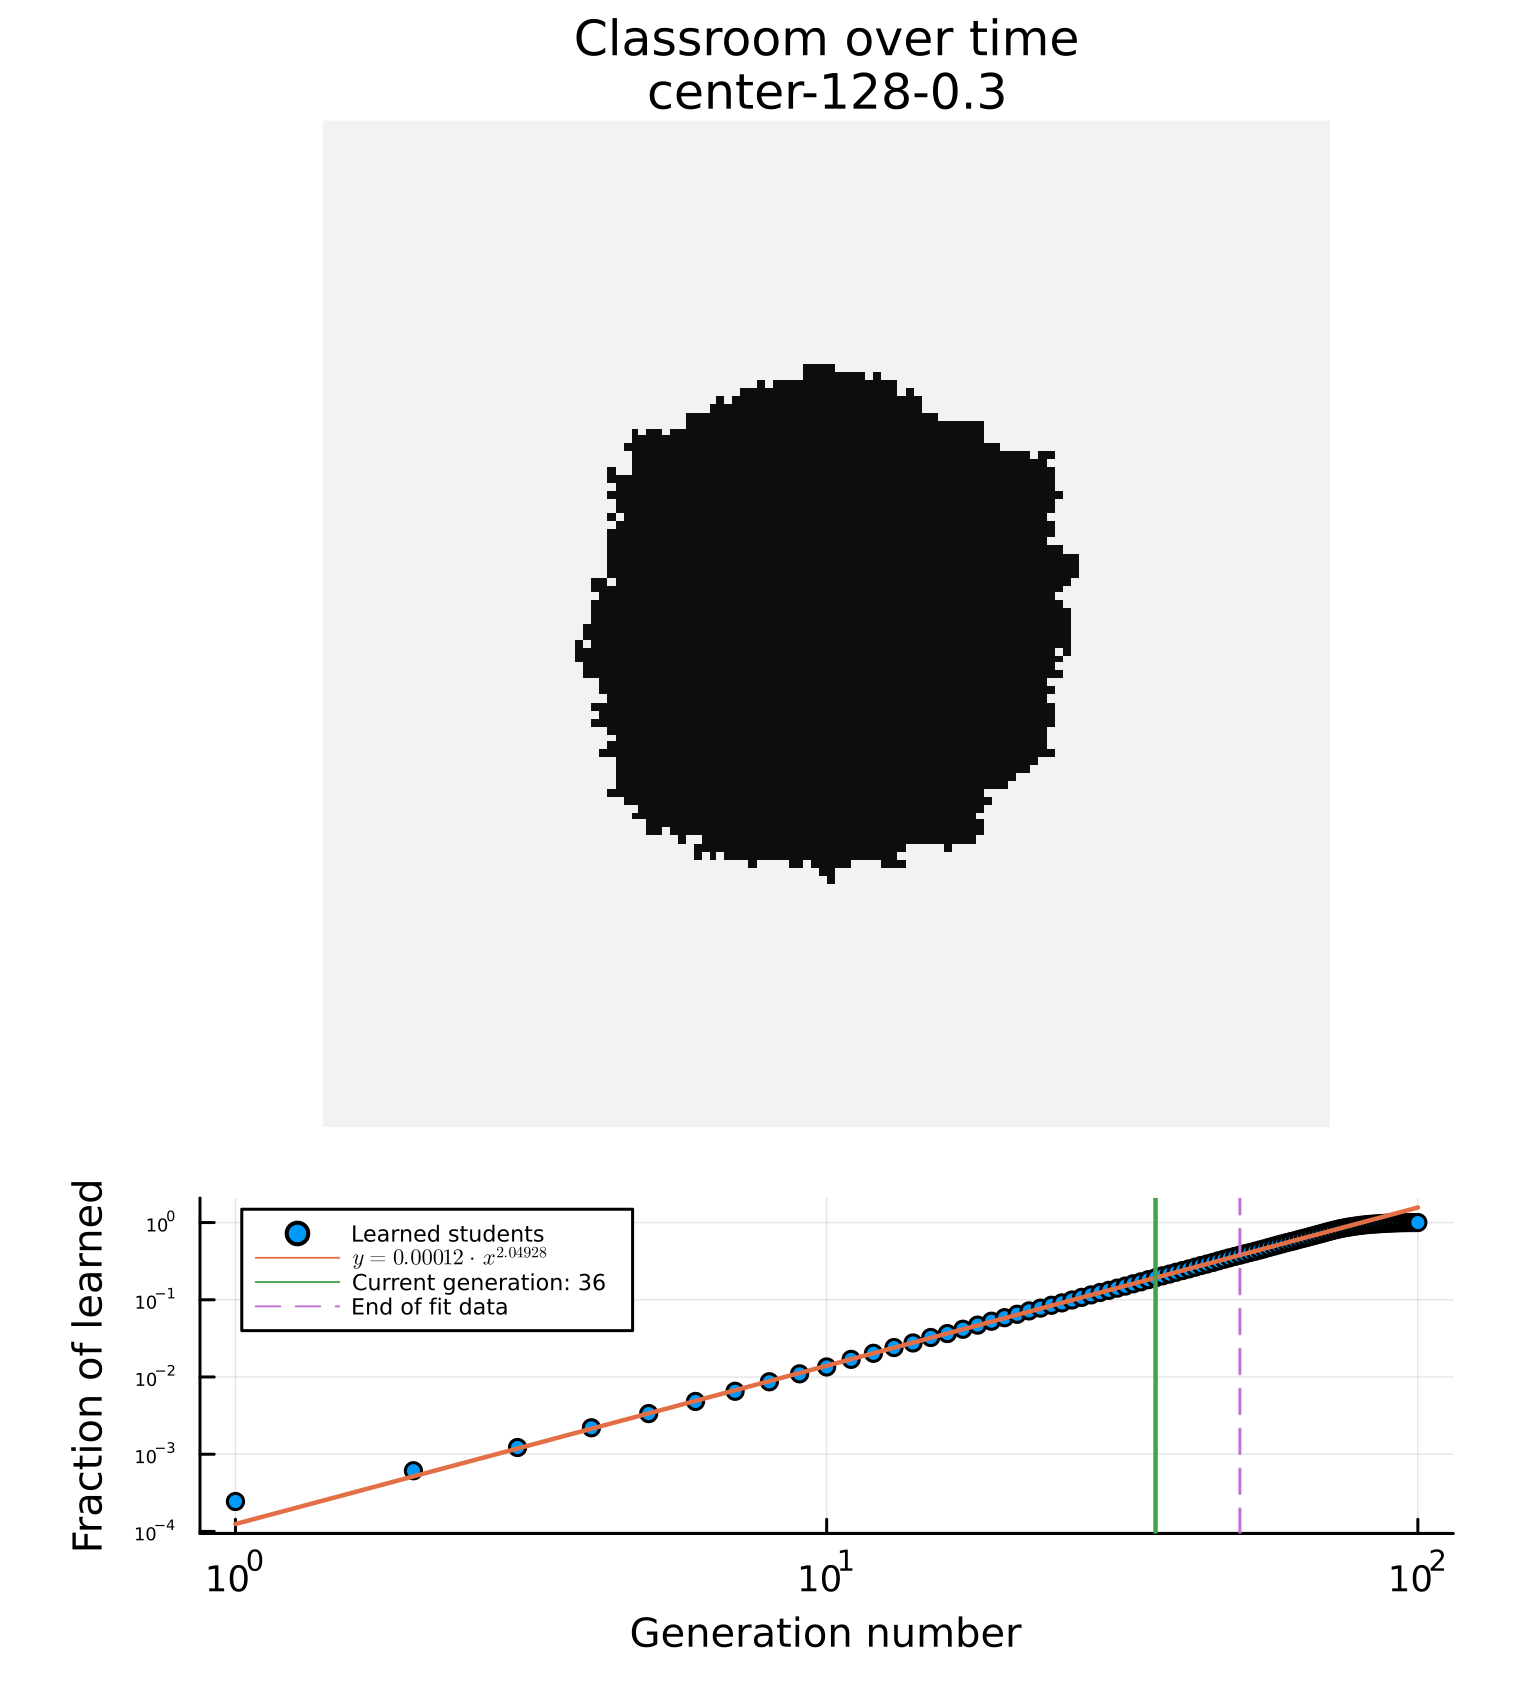 Classroom over time
center-128-0.3
Fraction of learned
10^0
10^-1
10^-2
10^-3
10^-4
Learned students
y = 0.00012 · x^2.04928
Current generation: 36
End of fit data
10^0 10^1 10^2
Generation number